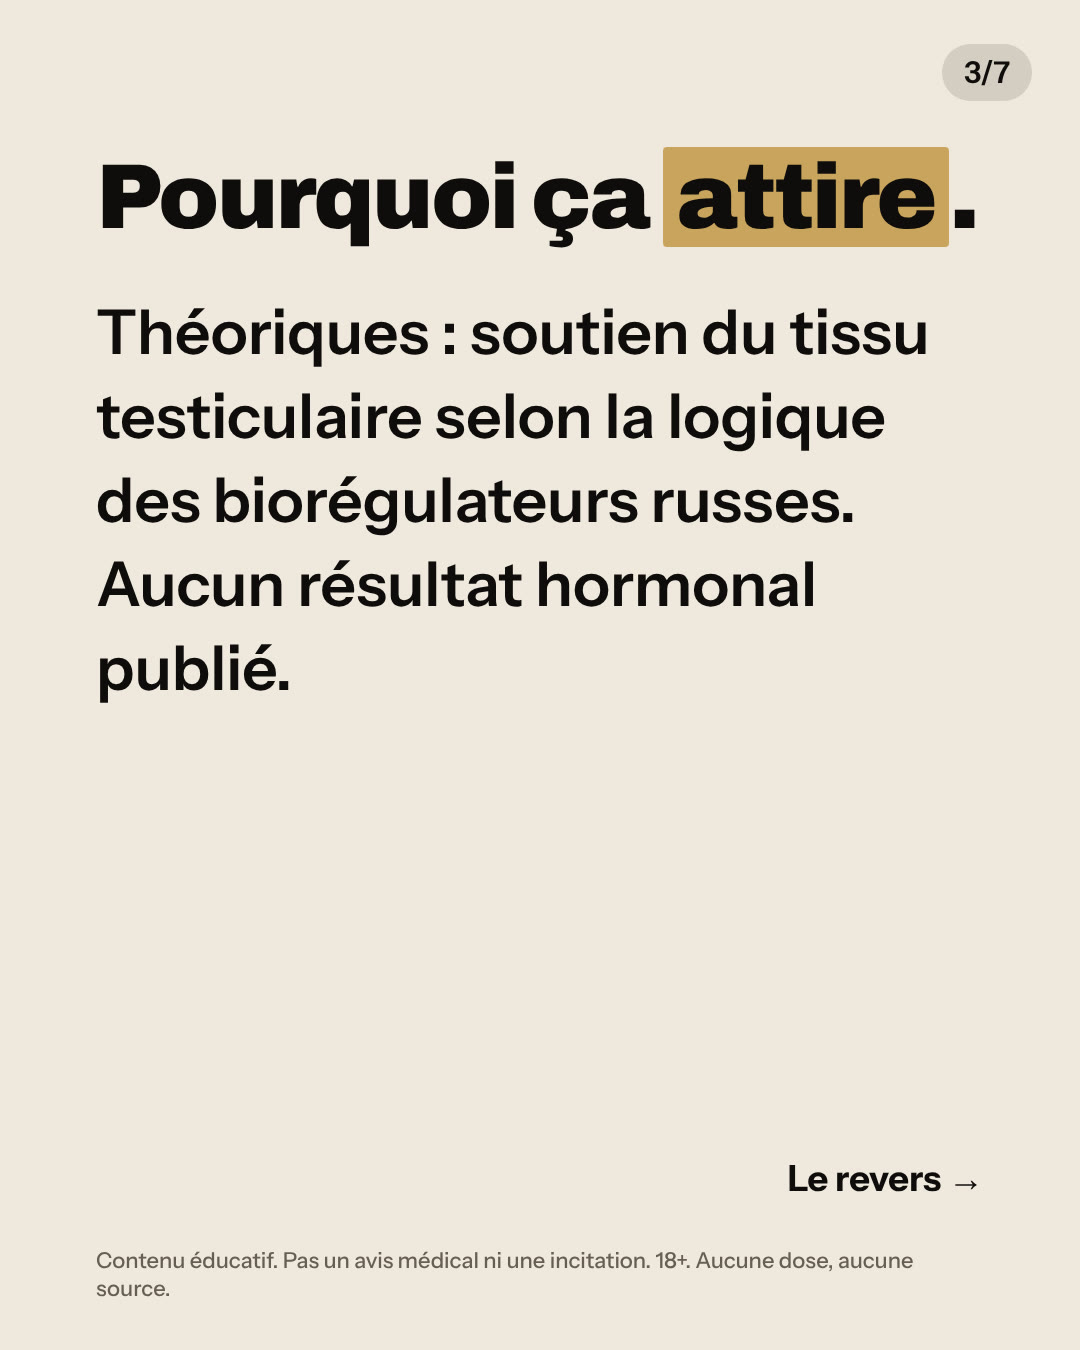 3/7
Pourquoi ça attire.
Théoriques : soutien du tissu
testiculaire selon la logique
des biorégulateurs russes.
Aucun résultat hormonal
publié.
Le revers →
Contenu éducatif. Pas un avis médical ni une incitation. 18+. Aucune dose, aucune
source.